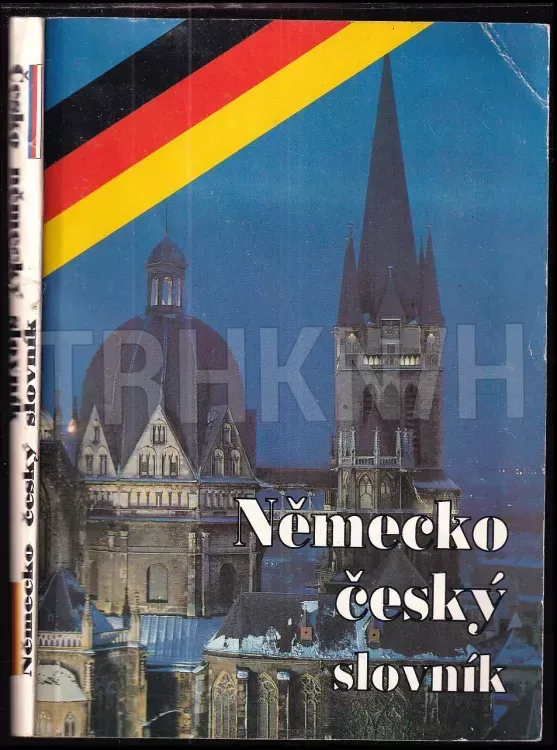 Německo
český
slovník
Německo český slovník
Česko německý slovník
TRHKNIH